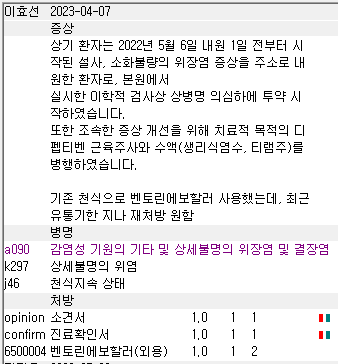 이효선 2023-04-07
증상
상기 환자는 2022년 5월 6일 내원 1일 전부터 시
작된 설사, 소화불량의 위장염 증상을 주소로 내
원한 환자로, 본원에서
실시한 이학적 검사상 상병명 의심하에 투약 시
작하였습니다.
또한 조속한 증상 개선을 위해 치료적 목적의 디
펩티벤 근육주사와 수액(생리식염수, 티램주)를
병행하였습니다.
기존 천식으로 벤토린에보할러 사용했는데, 최근
유통기한 지나 재처방 원함
병명
a090 감염성 기원의 기타 및 상세불명의 위장염 및 결장염
k297 상세불명의 위염
j46 천식지속 상태
처방
opinion 소견서 1.0 1 1
confirm 진료확인서 1.0 1 1
6500004 벤토린에보할러(외용) 1.0 1 2